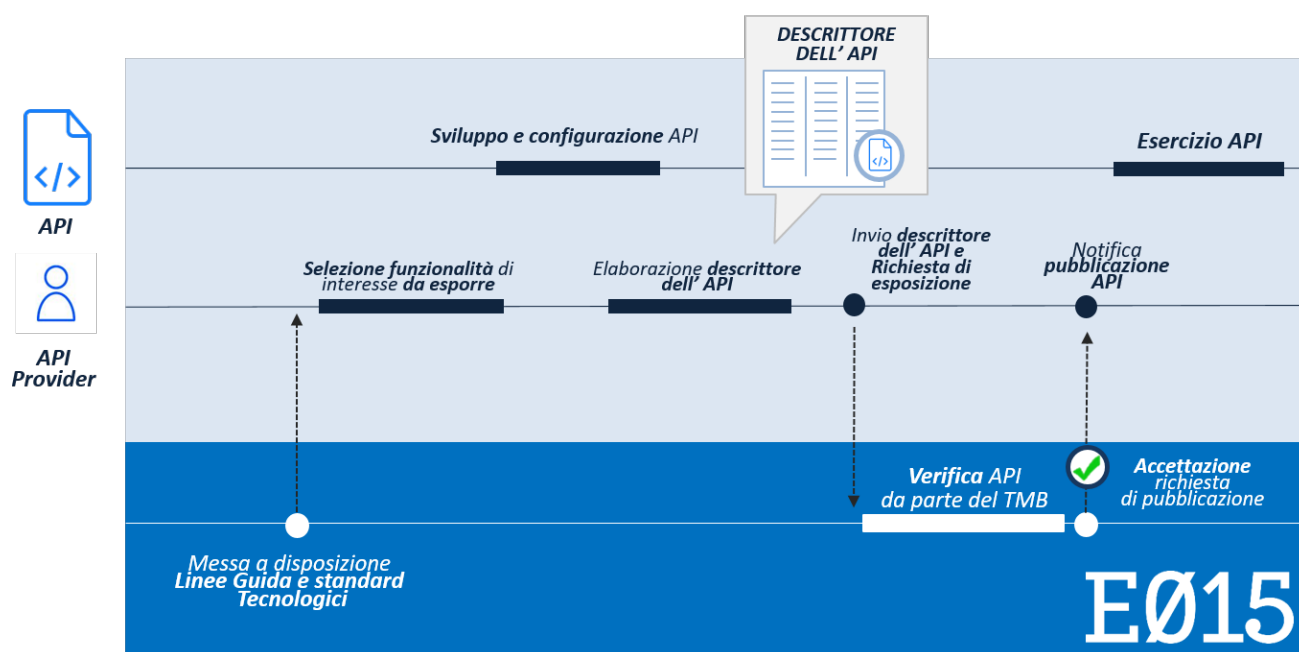 DESCRITTORE
DELL' API
Sviluppo e configurazione API
Esercizio API
</>
</>
API
Selezione funzionalità di
interesse da esporre
Elaborazione descrittore
dell' API
Invio descrittore
dell' API e
Richiesta di
esposizione
Notifica
pubblicazione
API
API
Provider
Verifica API
da parte del TMB
Accettazione
richiesta
di pubblicazione
Messa a disposizione
Linee Guida e standard
Tecnologici
EØ15